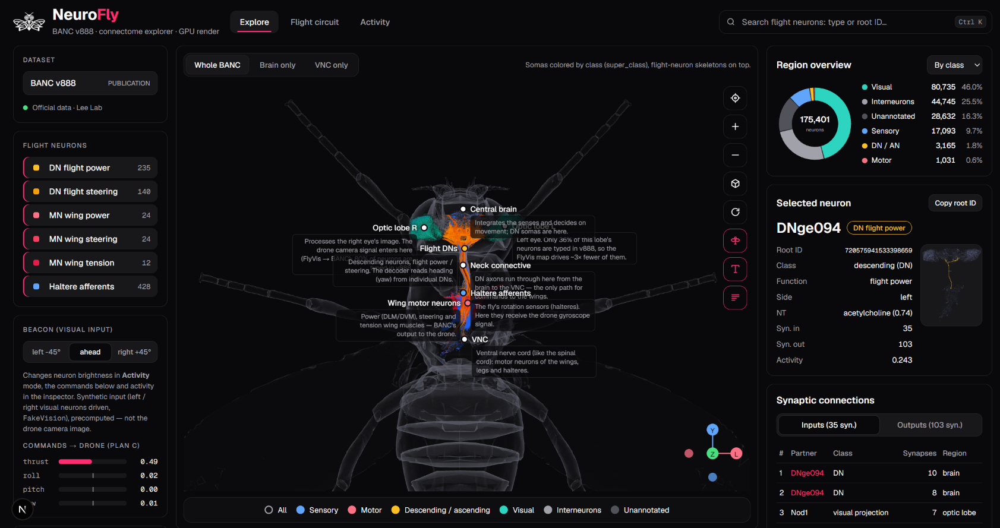 NeuroFly
BANC v888 · connectome explorer · GPU render
Explore
Flight circuit
Activity
Search flight neurons: type or root ID...
Ctrl K
DATASET
BANC v888
PUBLICATION
Official data · Lee Lab
FLIGHT NEURONS
DN flight power 235
DN flight steering 140
MN wing power 24
MN wing steering 24
MN wing tension 12
Haltere afferents 428
BEACON (VISUAL INPUT)
left -45°
ahead
right +45°
Changes neuron brightness in Activity
mode, the commands below and activity
in the inspector. Synthetic input (left /
right visual neurons driven,
FakeVision), precomputed — not the
drone camera image.
COMMANDS → DRONE (PLAN C)
thrust 0.49
roll 0.02
pitch 0.00
w 0.01
N
Whole BANC
Brain only
VNC only
Somas colored by class (super_class), flight-neuron skeletons on top.
Central brain
Integrates the senses and decides on
movement; DN somas are here.
Optic lobe R
Processes the right eye's image. The
drone camera signal enters here
(FlyVis → BANC). 80% of neurons are
Optic lobe L
Left eye. Only 36% of this lobe's
neurons are typed in v888, so the
FlyVis map drives ~3× fewer of them.
Flight DNs
Descending neurons, flight power /
steering. The decoder reads heading
(yaw) from individual DNs.
Neck connective
DN axons run through here from the
brain to the VNC — the only path for
commands to the wings.
Haltere afferents
The fly's rotation sensors (halteres).
Here they receive the drone gyroscope
signal.
Wing motor neurons
Power (DLM/DVM), steering and
tension wing muscles — BANC's
output to the drone.
VNC
Ventral nerve cord (like the spinal
cord): motor neurons of the wings,
legs and halteres.
Y
Z
L
All
Sensory
Motor
Descending / ascending
Visual
Interneurons
Unannotated
Region overview
By class
175,401
neurons
Visual 80,735 46.0%
Interneurons 44,745 25.5%
Unannotated 28,632 16.3%
Sensory 17,093 9.7%
DN / AN 3,165 1.8%
Motor 1,031 0.6%
Selected neuron
Copy root ID
DNge094
DN flight power
Root ID 720575941533398659
Class descending (DN)
Function flight power
Side left
NT acetylcholine (0.74)
Syn. in 35
Syn. out 103
Activity 0.243
Synaptic connections
Inputs (35 syn.)
Outputs (103 syn.)
# Partner Class Synapses Region
1 DNge094 DN 10 brain
2 DNge094 DN 8 brain
3 Nod1 visual projection 7 optic lobe